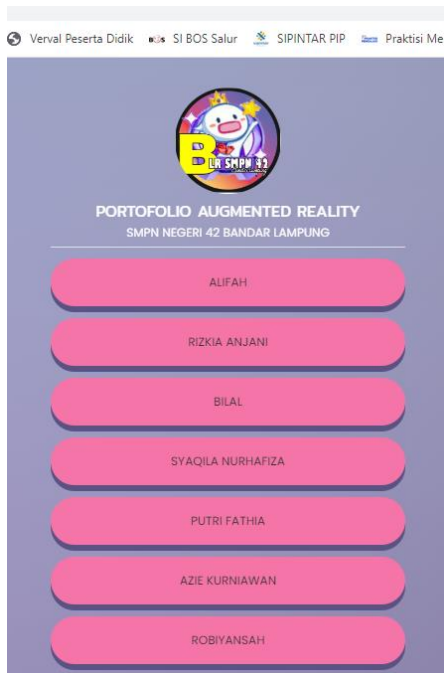 Verval Peserta Didik SI BOS Salur SIPINTAR PIP Praktisi Me
B LA SMPN 42
PORTOFOLIO AUGMENTED REALITY
SMPN NEGERI 42 BANDAR LAMPUNG
ALIFAH
RIZKIA ANJANI
BILAL
SYAQILA NURHAFIZA
PUTRI FATHIA
AZIE KURNIAWAN
ROBIYANSAH